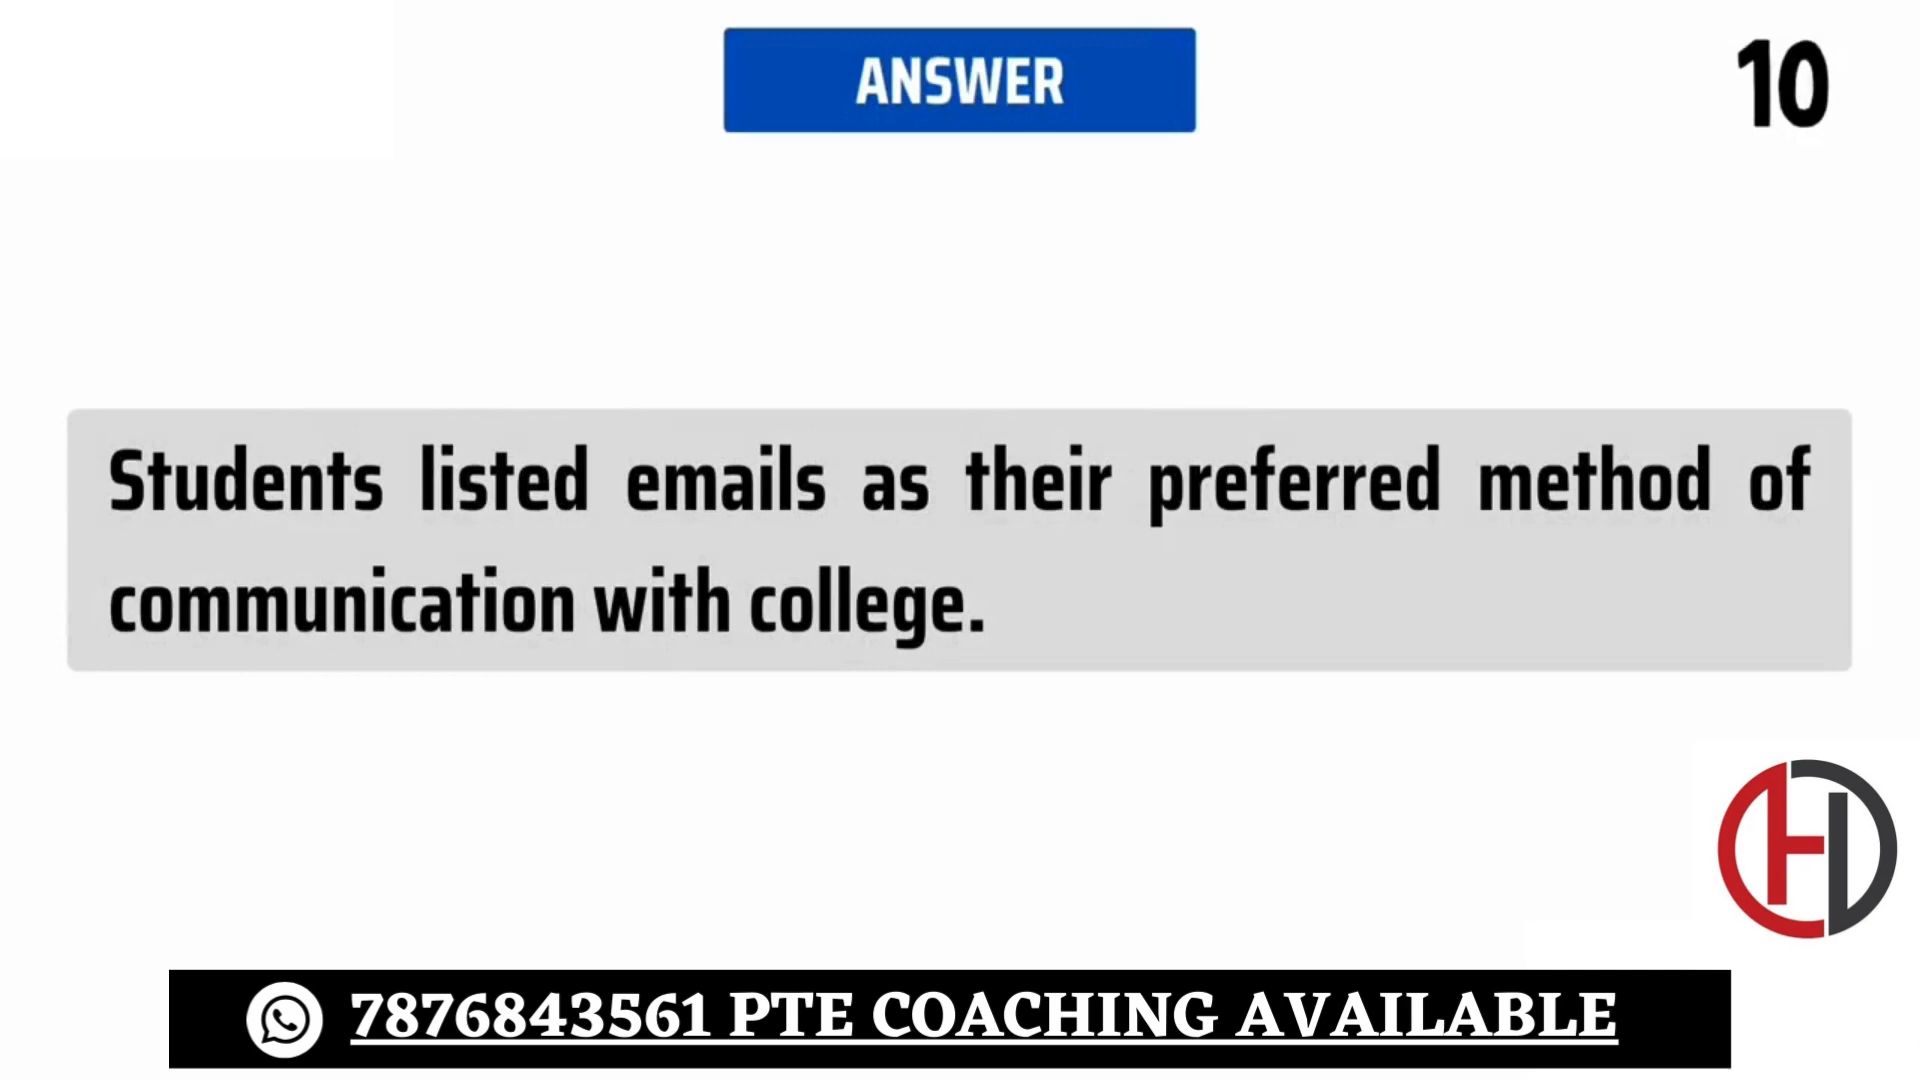 ANSWER
10
Students listed emails as their preferred method of
communication with college.
7876843561 PTE COACHING AVAILABLE